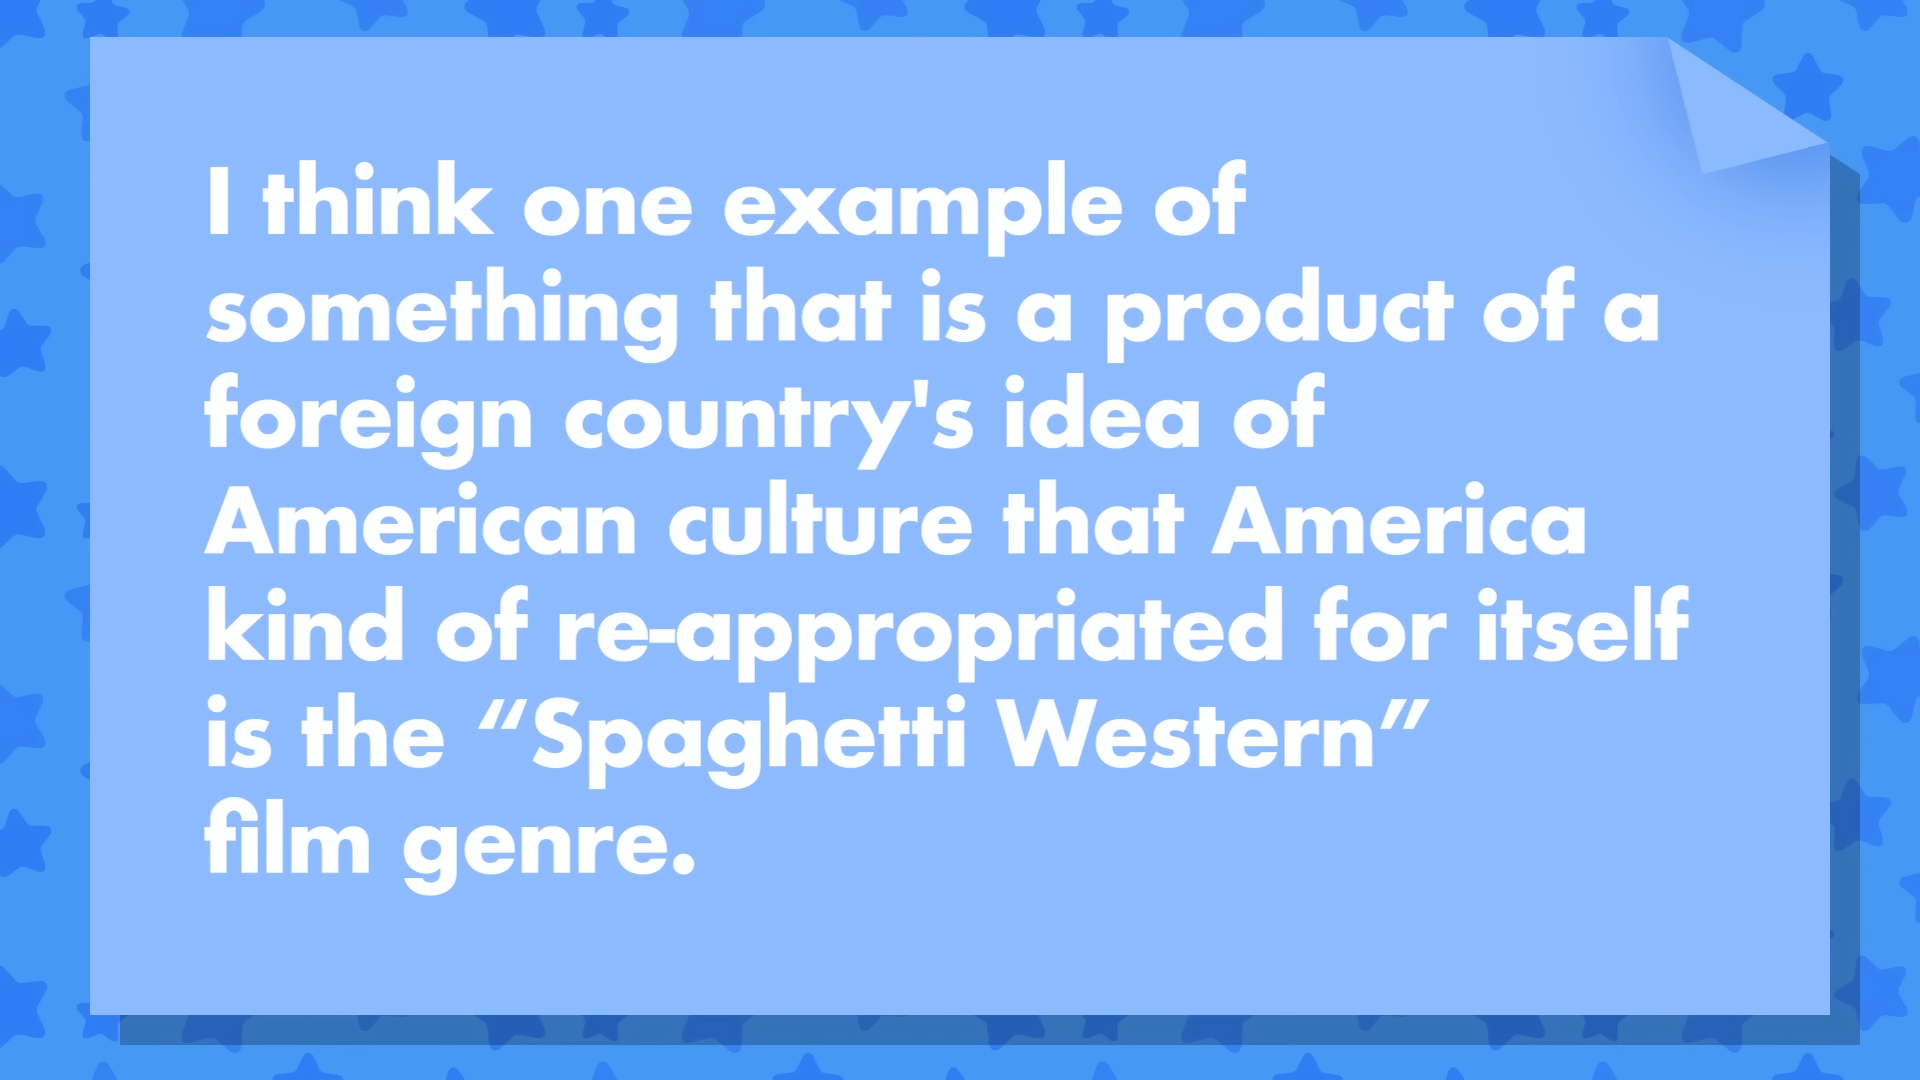 I think one example of
something that is a product of a
foreign country's idea of
American culture that America
kind of re-appropriated for itself
is the “Spaghetti Western”
film genre.